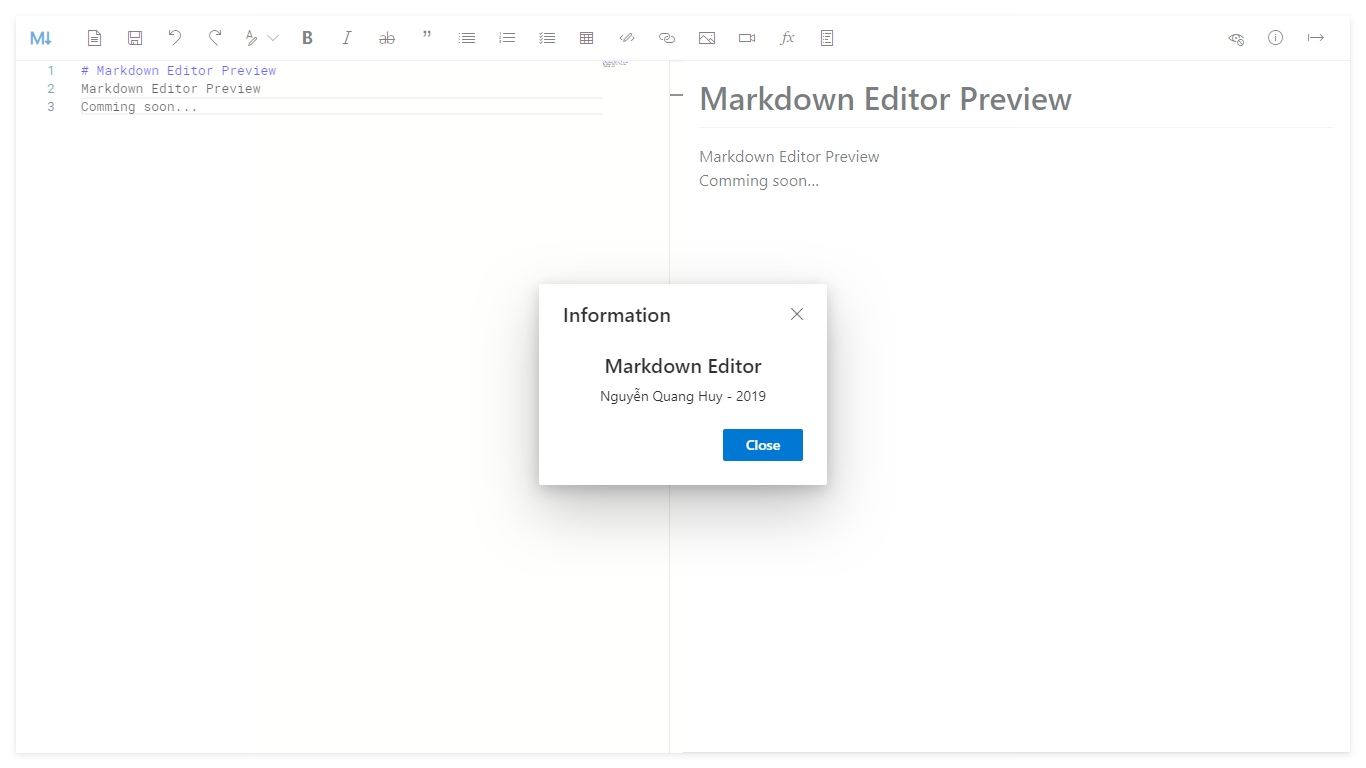 M↓
B I ab ” fx
1 # Markdown Editor Preview
2 Markdown Editor Preview
3 Comming soon...
Markdown Editor Preview
Markdown Editor Preview
Comming soon...
Information
Markdown Editor
Nguyễn Quang Huy - 2019
Close